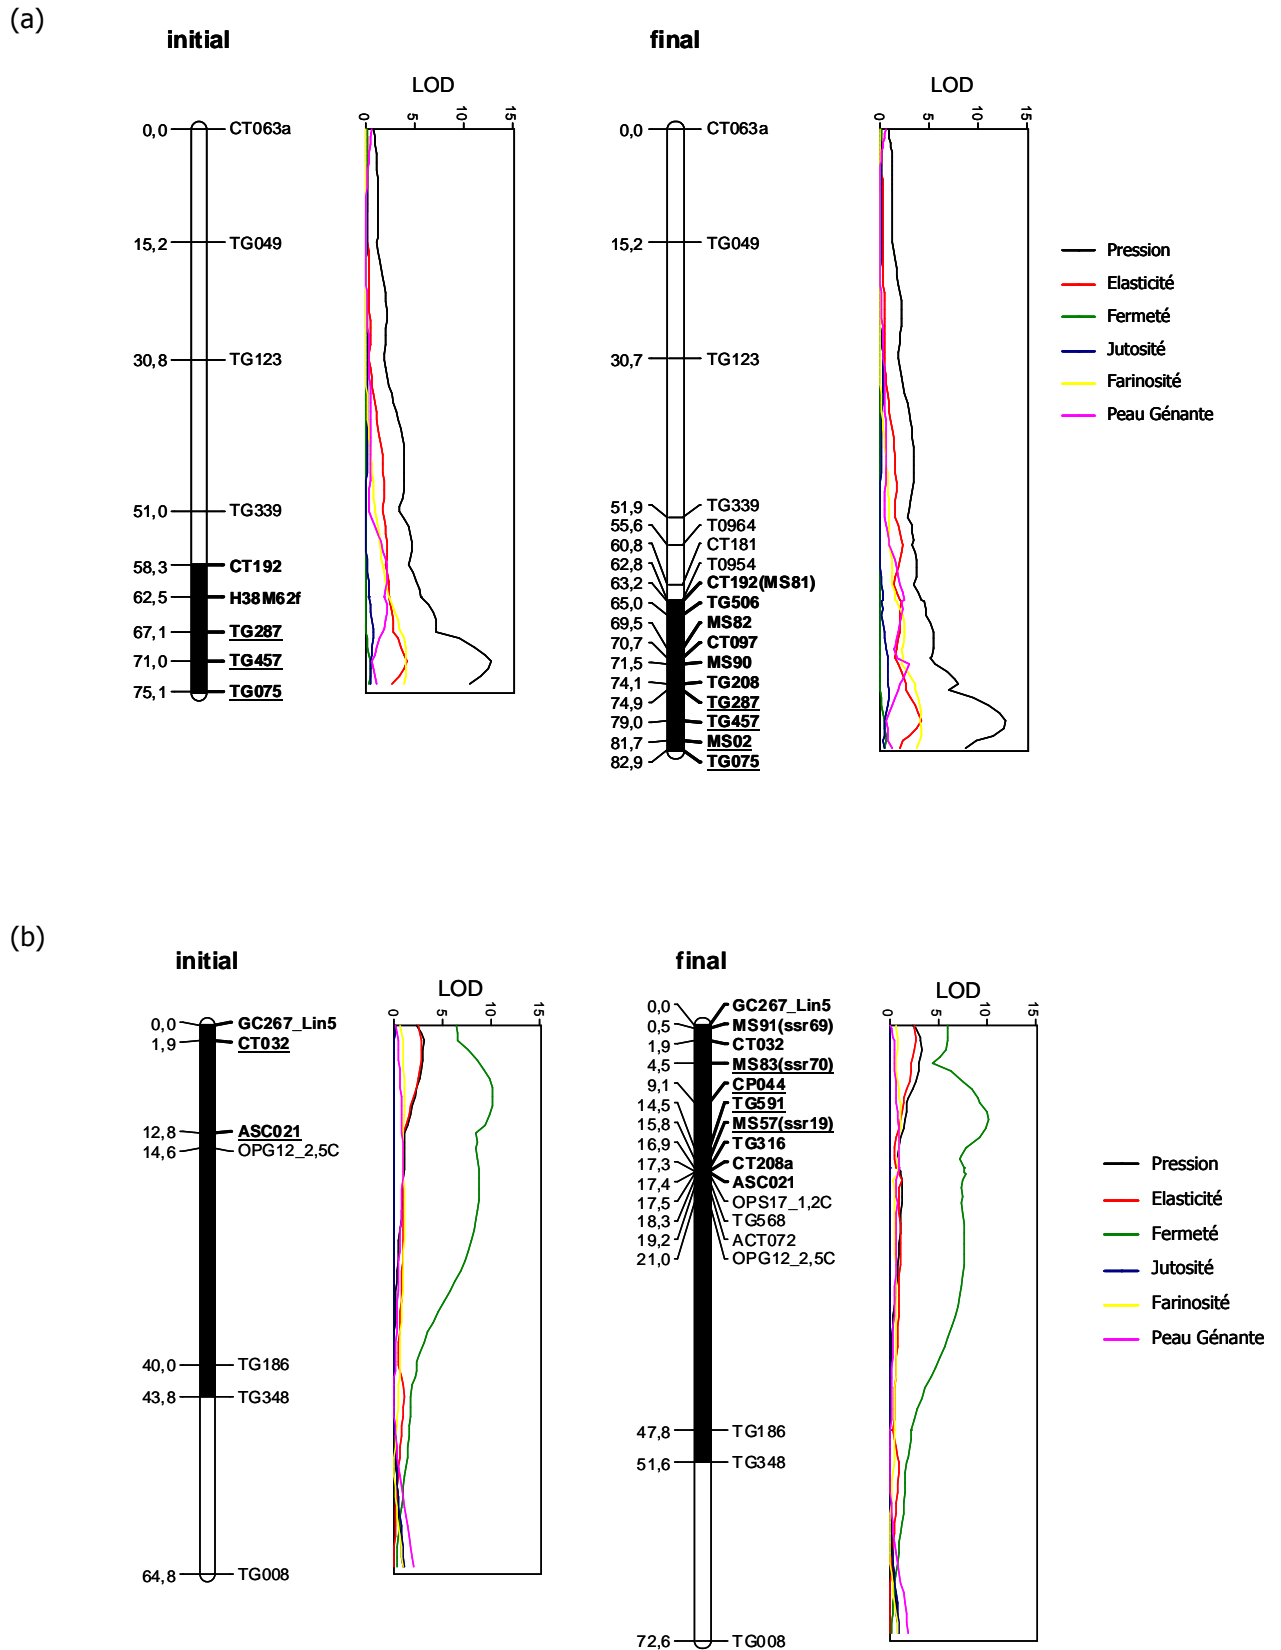 (a)
initial
final
LOD
0 5 10 15
0,0 CT063a
15,2 TG049
30,8 TG123
51,0 TG339
58,3 CT192
62,5 H38M62f
67,1 TG287
71,0 TG457
75,1 TG075
LOD
0 5 10 15
0,0 CT063a
15,2 TG049
30,7 TG123
51,9 TG339
55,6 T0964
60,8 CT181
62,8 T0954
63,2 CT192(MS81)
65,0 TG506
69,5 MS82
70,7 CT097
71,5 MS90
74,1 TG208
74,9 TG287
79,0 TG457
81,7 MS02
82,9 TG075
Pression
Elasticité
Fermeté
Jutosité
Farinosité
Peau Génante
(b)
initial
final
LOD
0 5 10 15
0,0 GC267_Lin5
1,9 CT032
12,8 ASC021
14,6 OPG12_2,5C
40,0 TG186
43,8 TG348
64,8 TG008
LOD
0 5 10 15
0,0 GC267_Lin5
0,5 MS91(ssr69)
1,9 CT032
4,5 MS83(ssr70)
9,1 CP044
14,5 TG591
15,8 MS57(ssr19)
16,9 TG316
17,3 CT208a
17,4 ASC021
17,5 OPS17_1,2C
18,3 TG568
19,2 ACT072
21,0 OPG12_2,5C
47,8 TG186
51,6 TG348
72,6 TG008
Pression
Elasticité
Fermeté
Jutosité
Farinosité
Peau Génante